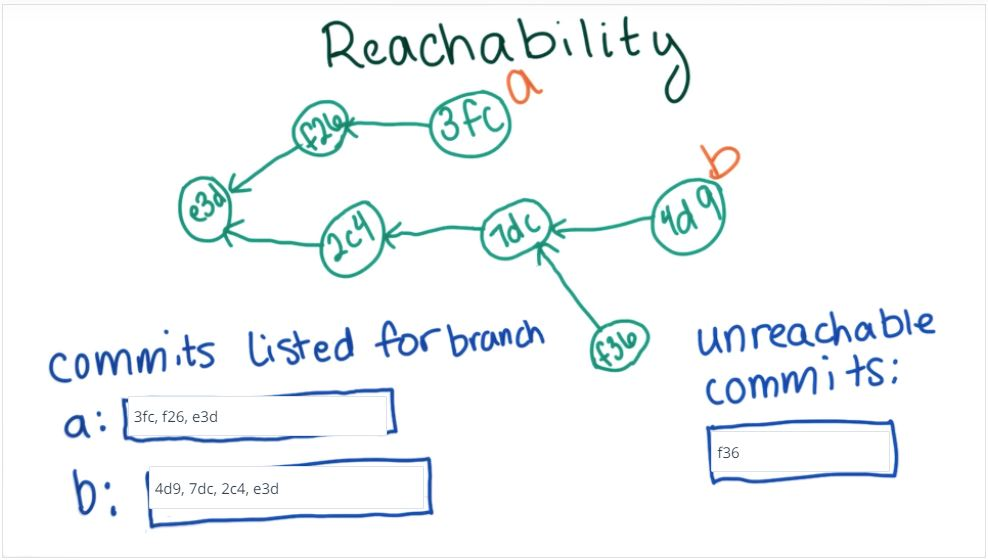 Reachability
a
f26
3fc
b
e3d
2c4
7dc
4d9
f36
commits listed for branch
a: 3fc, f26, e3d
b: 4d9, 7dc, 2c4, e3d
unreachable
commits:
f36